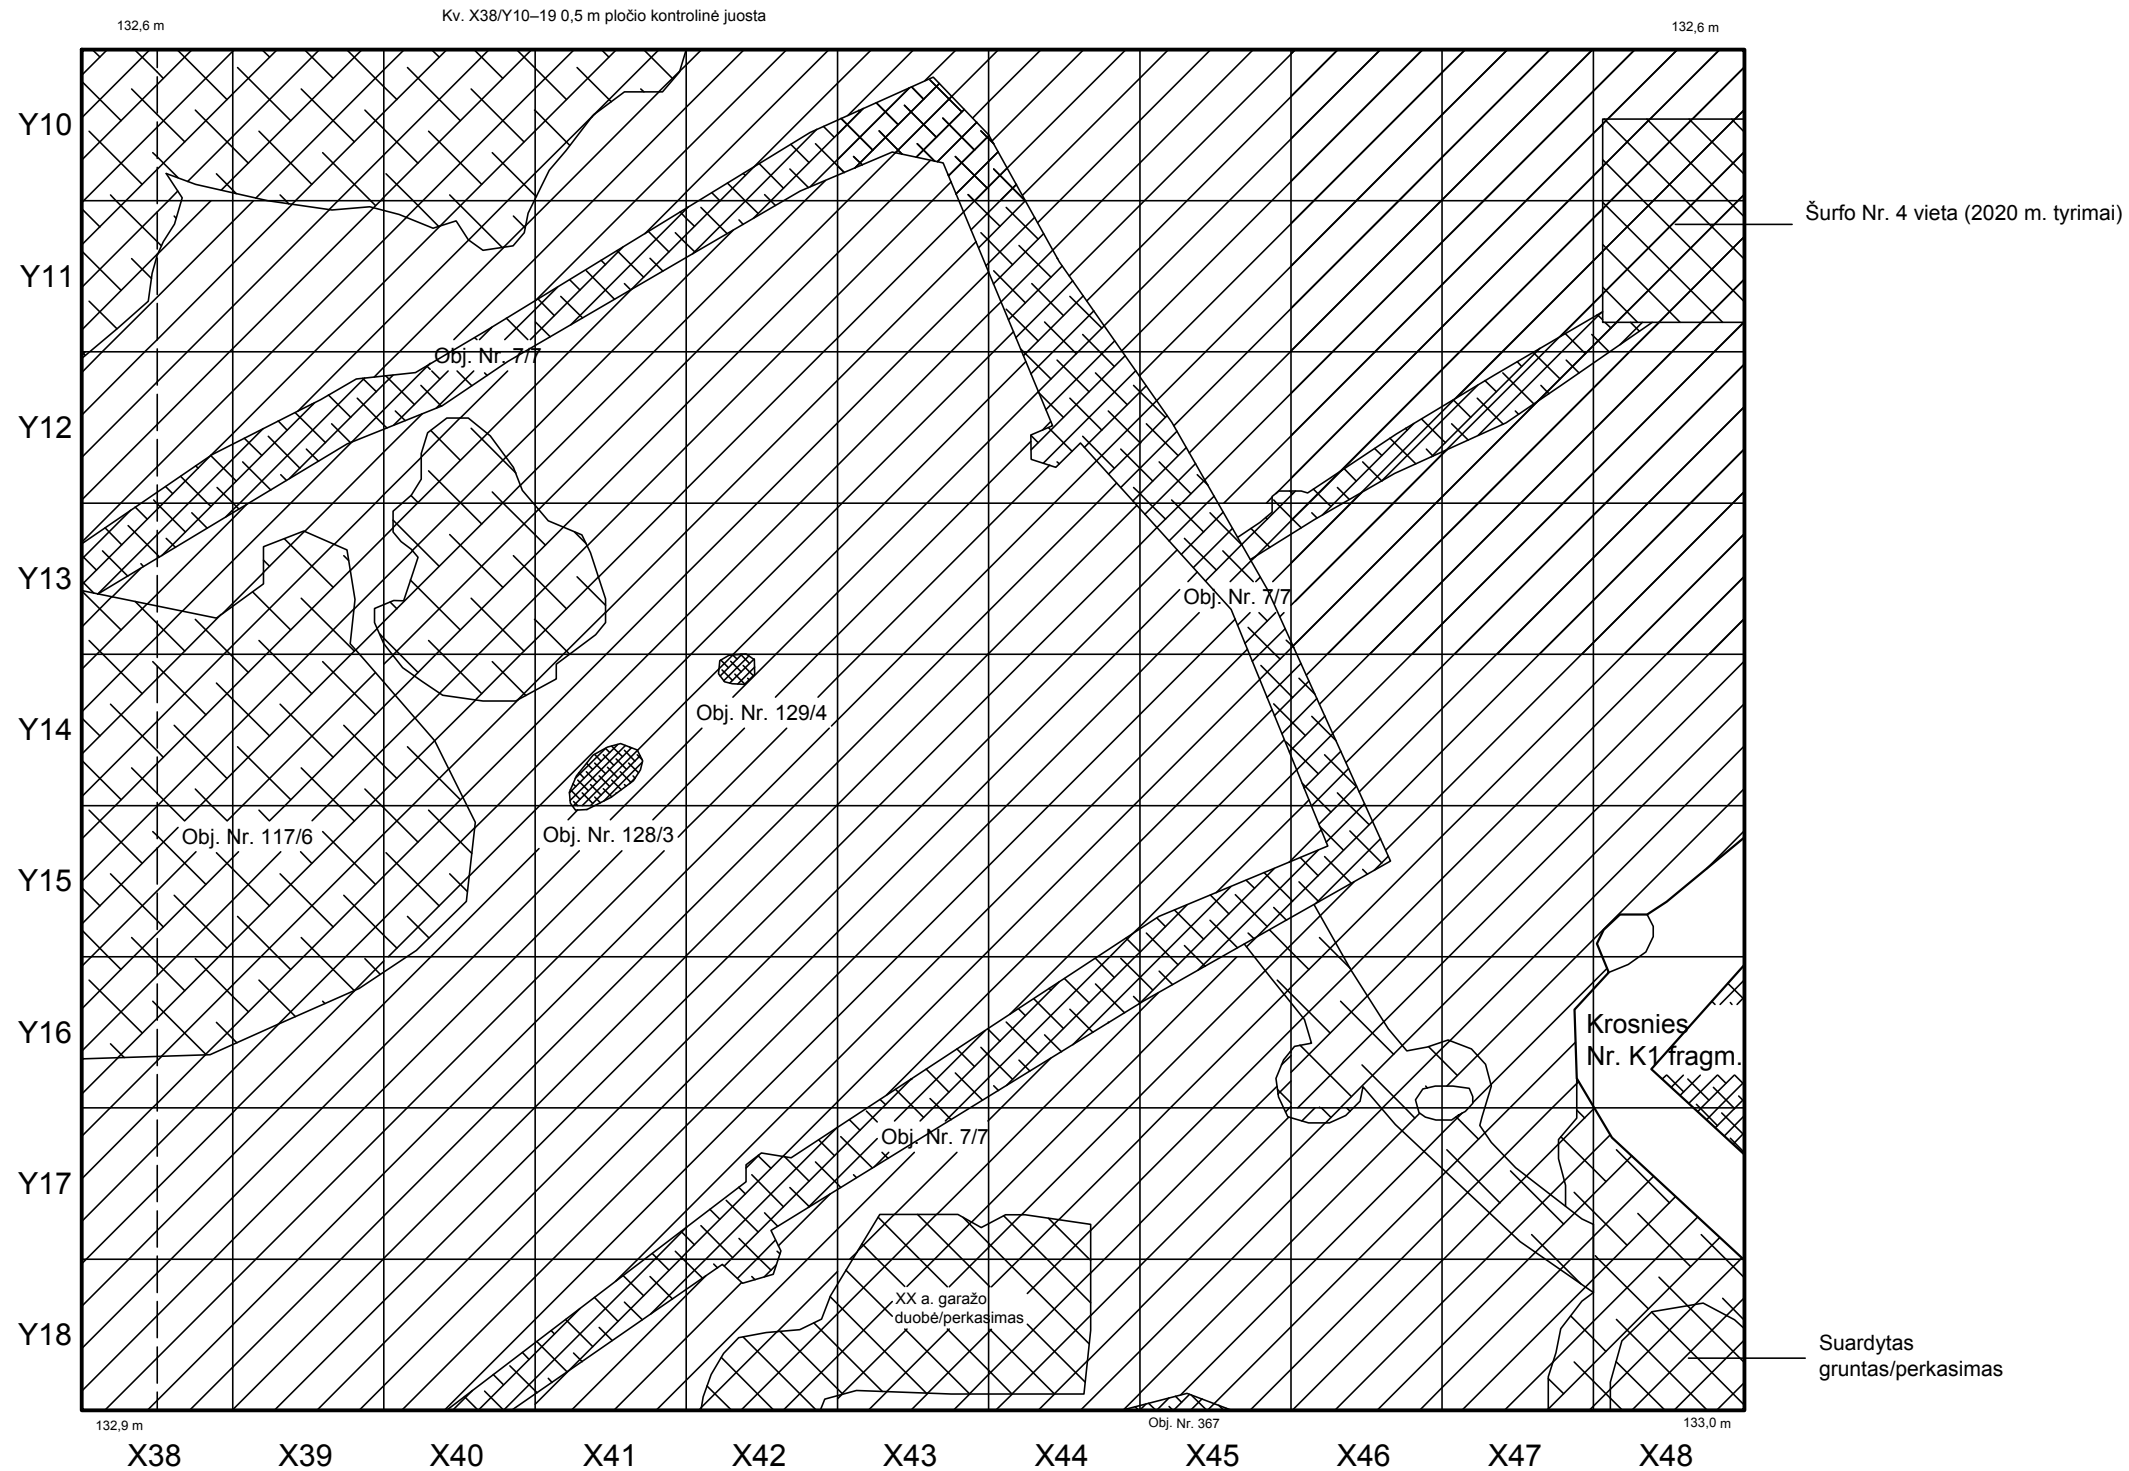 Kv. X38/Y10–19 0,5 m pločio kontrolinė juosta
132,6 m
132,6 m
Y10
Šurfo Nr. 4 vieta (2020 m. tyrimai)
Y11
Obj. Nr. 7/7
Y12
Y13
Obj. Nr. 7/7
Obj. Nr. 129/4
Y14
Obj. Nr. 117/6
Obj. Nr. 128/3
Y15
Krosnies
Nr. K1 fragm.
Y16
Obj. Nr. 7/7
Y17
XX a. garažo
duobė/perkasimas
Y18
Suardytas
gruntas/perkasimas
132,9 m
Obj. Nr. 367
133,0 m
X38
X39
X40
X41
X42
X43
X44
X45
X46
X47
X48